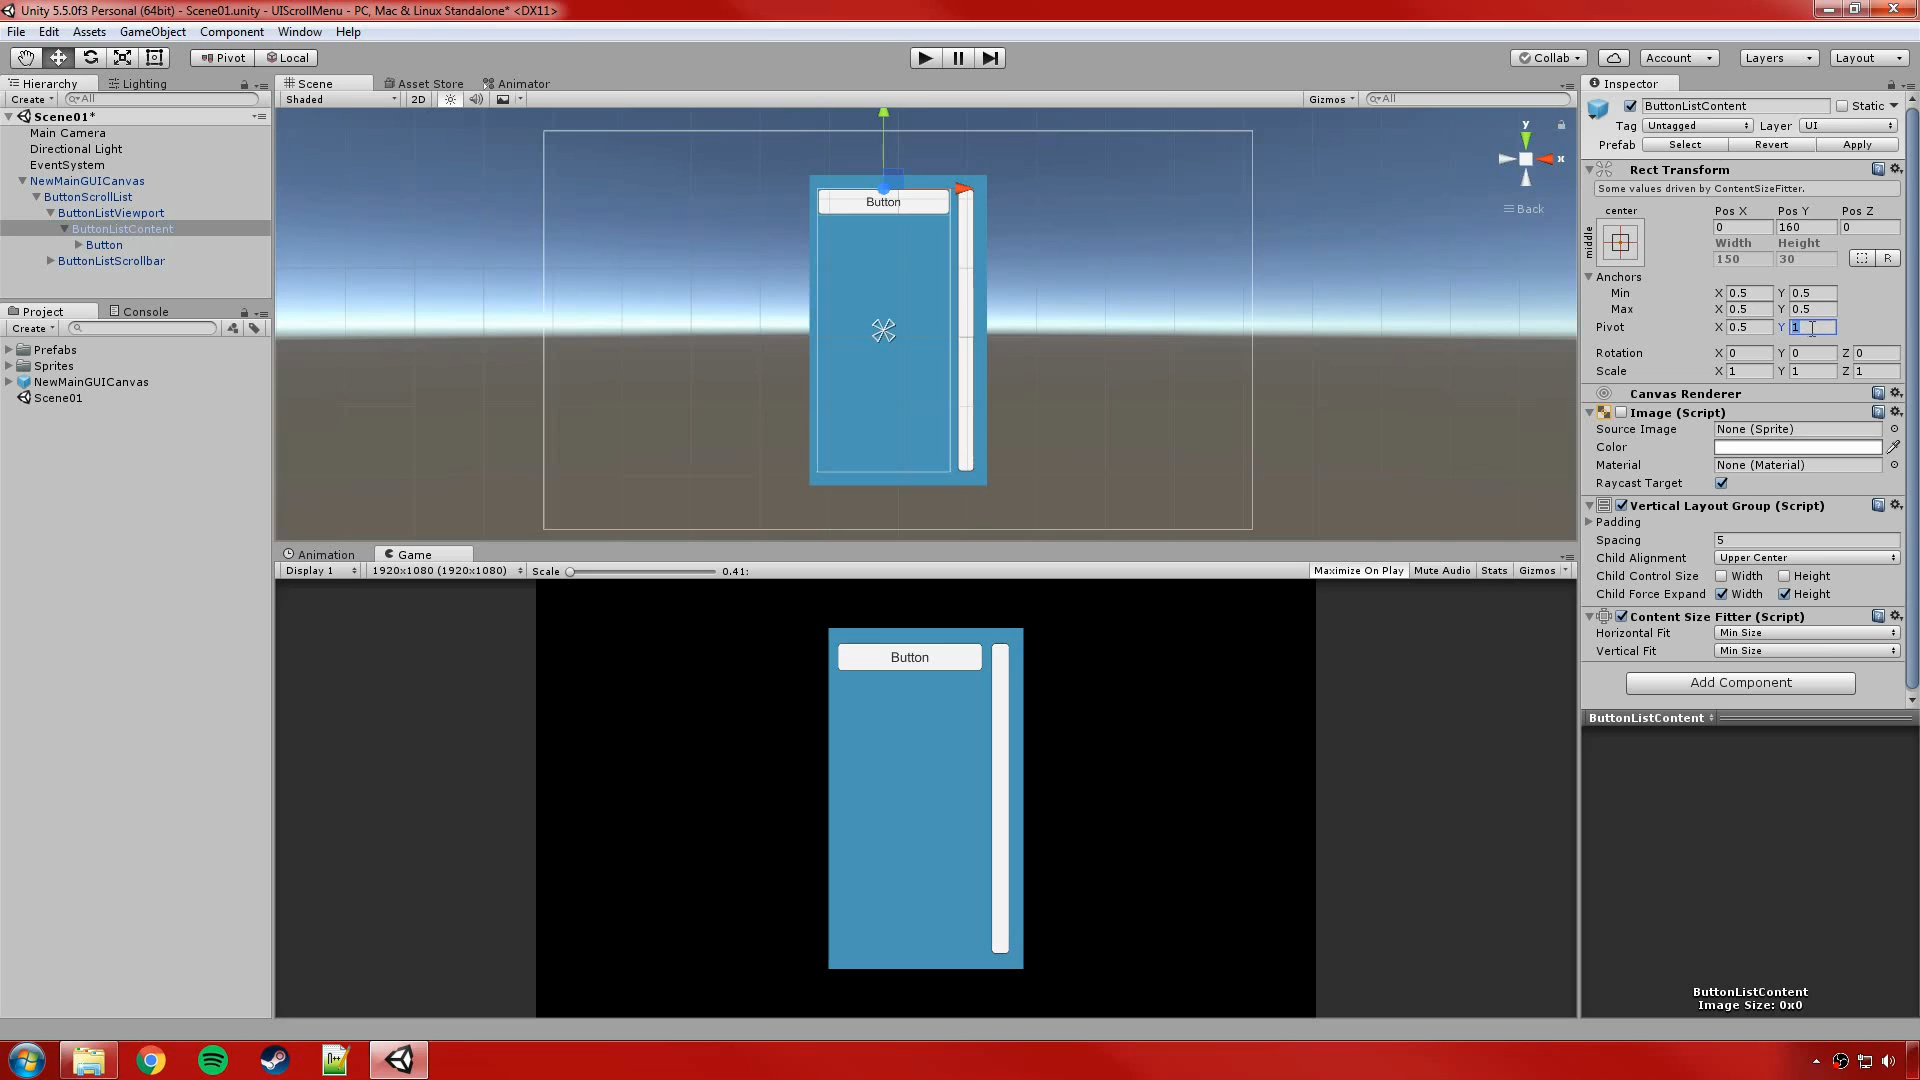 Unity 5.5.0f3 Personal (64bit) - Scene01.unity - UIScrollMenu - PC, Mac & Linux Standalone* <DX11>
File Edit Assets GameObject Component Window Help
Pivot Local Collab Account Layers Layout
Hierarchy Lighting
Create All
Scene01*
Main Camera
Directional Light
EventSystem
NewMainGUICanvas
ButtonScrollList
ButtonListViewport
ButtonListContent
Button
ButtonListScrollbar
Project Console
Create
Prefabs
Sprites
NewMainGUICanvas
Scene01
Scene Asset Store Animator
Shaded 2D Gizmos All
y
x
Back
Button
Animation Game
Display 1 1920x1080 (1920x1080) Scale 0.41: Maximize On Play Mute Audio Stats Gizmos
Button
Inspector
ButtonListContent Static
Tag Untagged Layer UI
Prefab Select Revert Apply
Rect Transform
Some values driven by ContentSizeFitter.
center Pos X Pos Y Pos Z
middle 0 160 0
Width Height
150 30 R
Anchors
Min X 0.5 Y 0.5
Max X 0.5 Y 0.5
Pivot X 0.5 Y 1
Rotation X 0 Y 0 Z 0
Scale X 1 Y 1 Z 1
Canvas Renderer
Image (Script)
Source Image None (Sprite)
Color
Material None (Material)
Raycast Target
Vertical Layout Group (Script)
Padding
Spacing 5
Child Alignment Upper Center
Child Control Size Width Height
Child Force Expand Width Height
Content Size Fitter (Script)
Horizontal Fit Min Size
Vertical Fit Min Size
Add Component
ButtonListContent
ButtonListContent
Image Size: 0x0